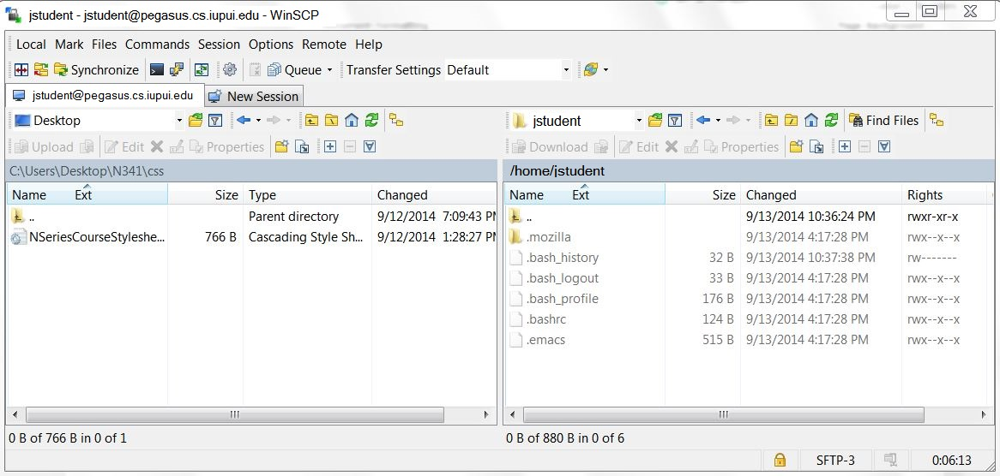 jstudent - jstudent@pegasus.cs.iupui.edu - WinSCP
Local Mark Files Commands Session Options Remote Help
Synchronize Queue Transfer Settings Default
jstudent@pegasus.cs.iupui.edu New Session
Desktop jstudent Find Files
Upload Edit Properties Download Edit Properties
C:\Users\Desktop\N341\css /home/jstudent
Name Ext Size Type Changed Name Ext Size Changed Rights
.. Parent directory 9/12/2014 7:09:43 PM .. 9/13/2014 10:36:24 PM rwxr-xr-x
NSeriesCourseStyleshe... 766 B Cascading Style Sh... 9/12/2014 1:28:27 PM .mozilla 9/13/2014 4:17:28 PM rwx--x--x
.bash_history 32 B 9/13/2014 10:37:38 PM rw-------
.bash_logout 33 B 9/13/2014 4:17:28 PM rwx--x--x
.bash_profile 176 B 9/13/2014 4:17:28 PM rwx--x--x
.bashrc 124 B 9/13/2014 4:17:28 PM rwx--x--x
.emacs 515 B 9/13/2014 4:17:28 PM rwx--x--x
0 B of 766 B in 0 of 1 0 B of 880 B in 0 of 6
SFTP-3 0:06:13